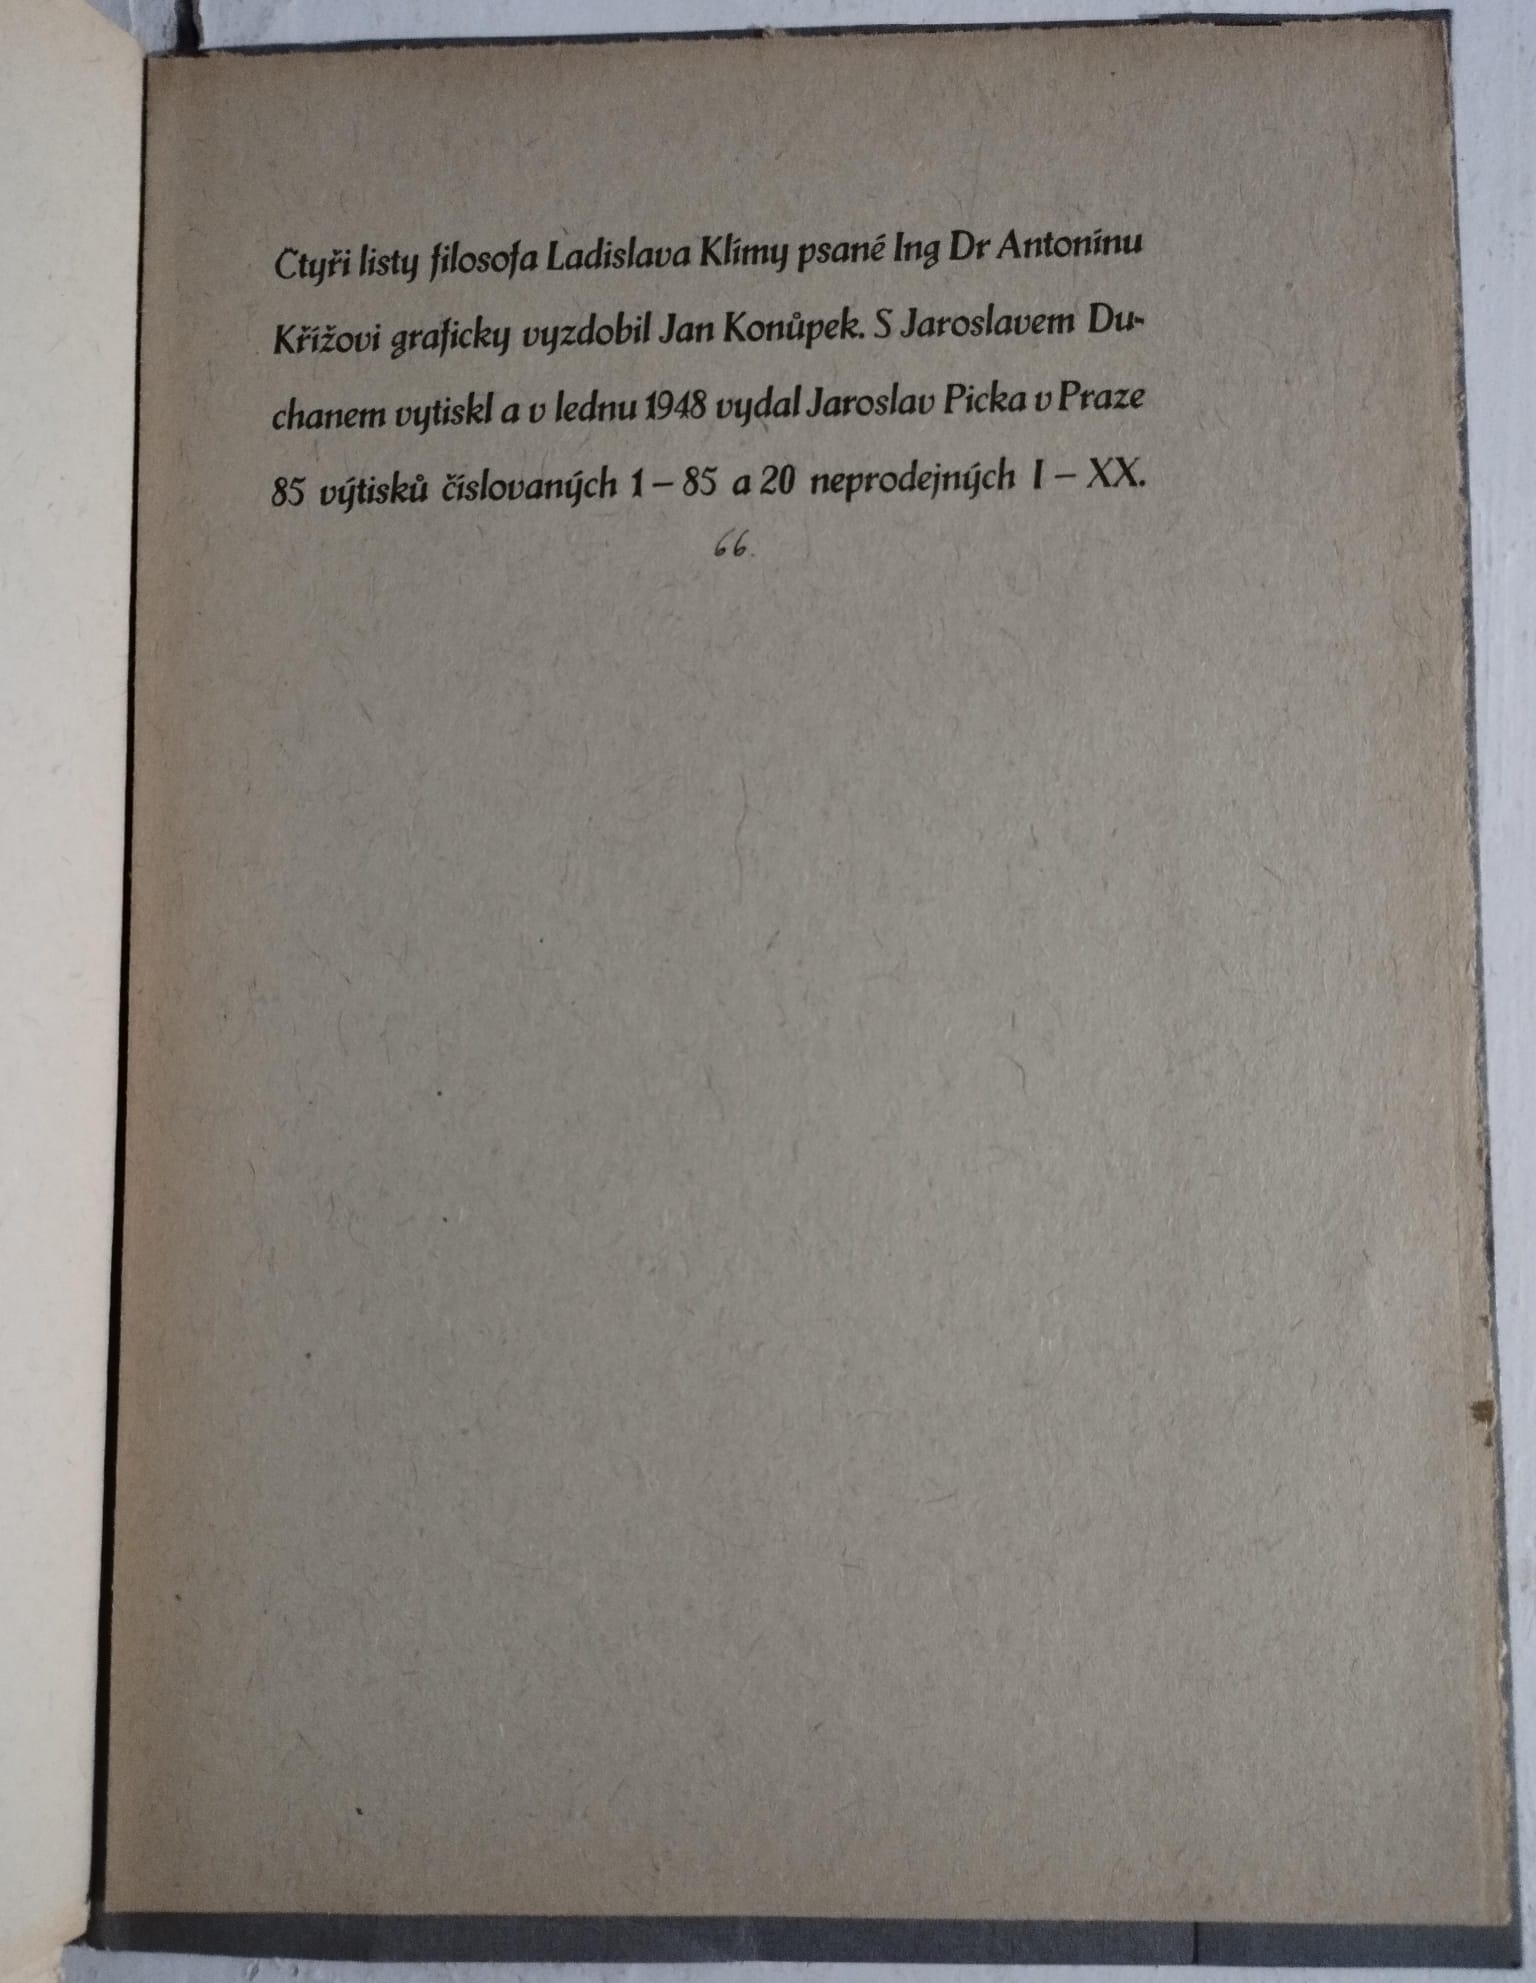 Čtyři listy filosofa Ladislava Klímy psané Ing Dr Antonínu
Křížovi graficky vyzdobil Jan Konůpek. S Jaroslavem Du-
chanem vytiskl a v lednu 1948 vydal Jaroslav Picka v Praze
85 výtisků číslovaných 1 – 85 a 20 neprodejných I – XX.
66.